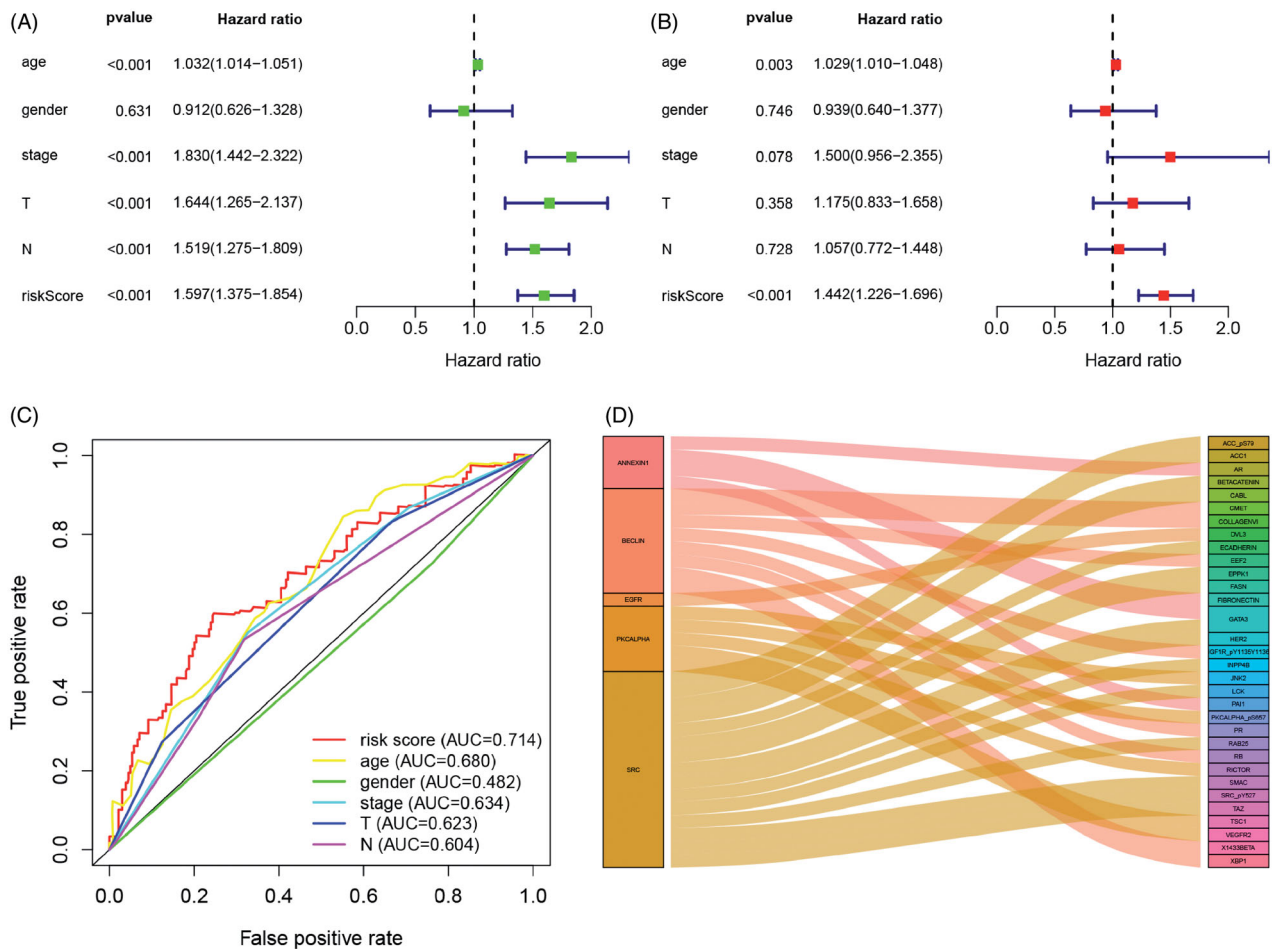 (A)
pvalue Hazard ratio
age <0.001 1.032(1.014−1.051)
gender 0.631 0.912(0.626−1.328)
stage <0.001 1.830(1.442−2.322)
T <0.001 1.644(1.265−2.137)
N <0.001 1.519(1.275−1.809)
riskScore <0.001 1.597(1.375−1.854)
0.0 0.5 1.0 1.5 2.0
Hazard ratio
(B)
pvalue Hazard ratio
age 0.003 1.029(1.010−1.048)
gender 0.746 0.939(0.640−1.377)
stage 0.078 1.500(0.956−2.355)
T 0.358 1.175(0.833−1.658)
N 0.728 1.057(0.772−1.448)
riskScore <0.001 1.442(1.226−1.696)
0.0 0.5 1.0 1.5 2.0
Hazard ratio
(C)
True positive rate
1.0
0.8
0.6
0.4
0.2
0.0
risk score (AUC=0.714)
age (AUC=0.680)
gender (AUC=0.482)
stage (AUC=0.634)
T (AUC=0.623)
N (AUC=0.604)
0.0 0.2 0.4 0.6 0.8 1.0
False positive rate
(D)
ANNEXIN1
BECLIN
EGFR
PKCALPHA
SRC
ACC_pS79
ACC1
AR
BETACATENIN
CABL
CMET
COLLAGENVI
DVL3
ECADHERIN
EEF2
EPPK1
FASN
FIBRONECTIN
GATA3
HER2
GF1R_pY1135Y1136
INPP4B
JNK2
LCK
PAI1
PKCALPHA_pS657
PR
RAB25
RB
RICTOR
SMAC
SRC_pY527
TAZ
TSC1
VEGFR2
X1433BETA
XBP1